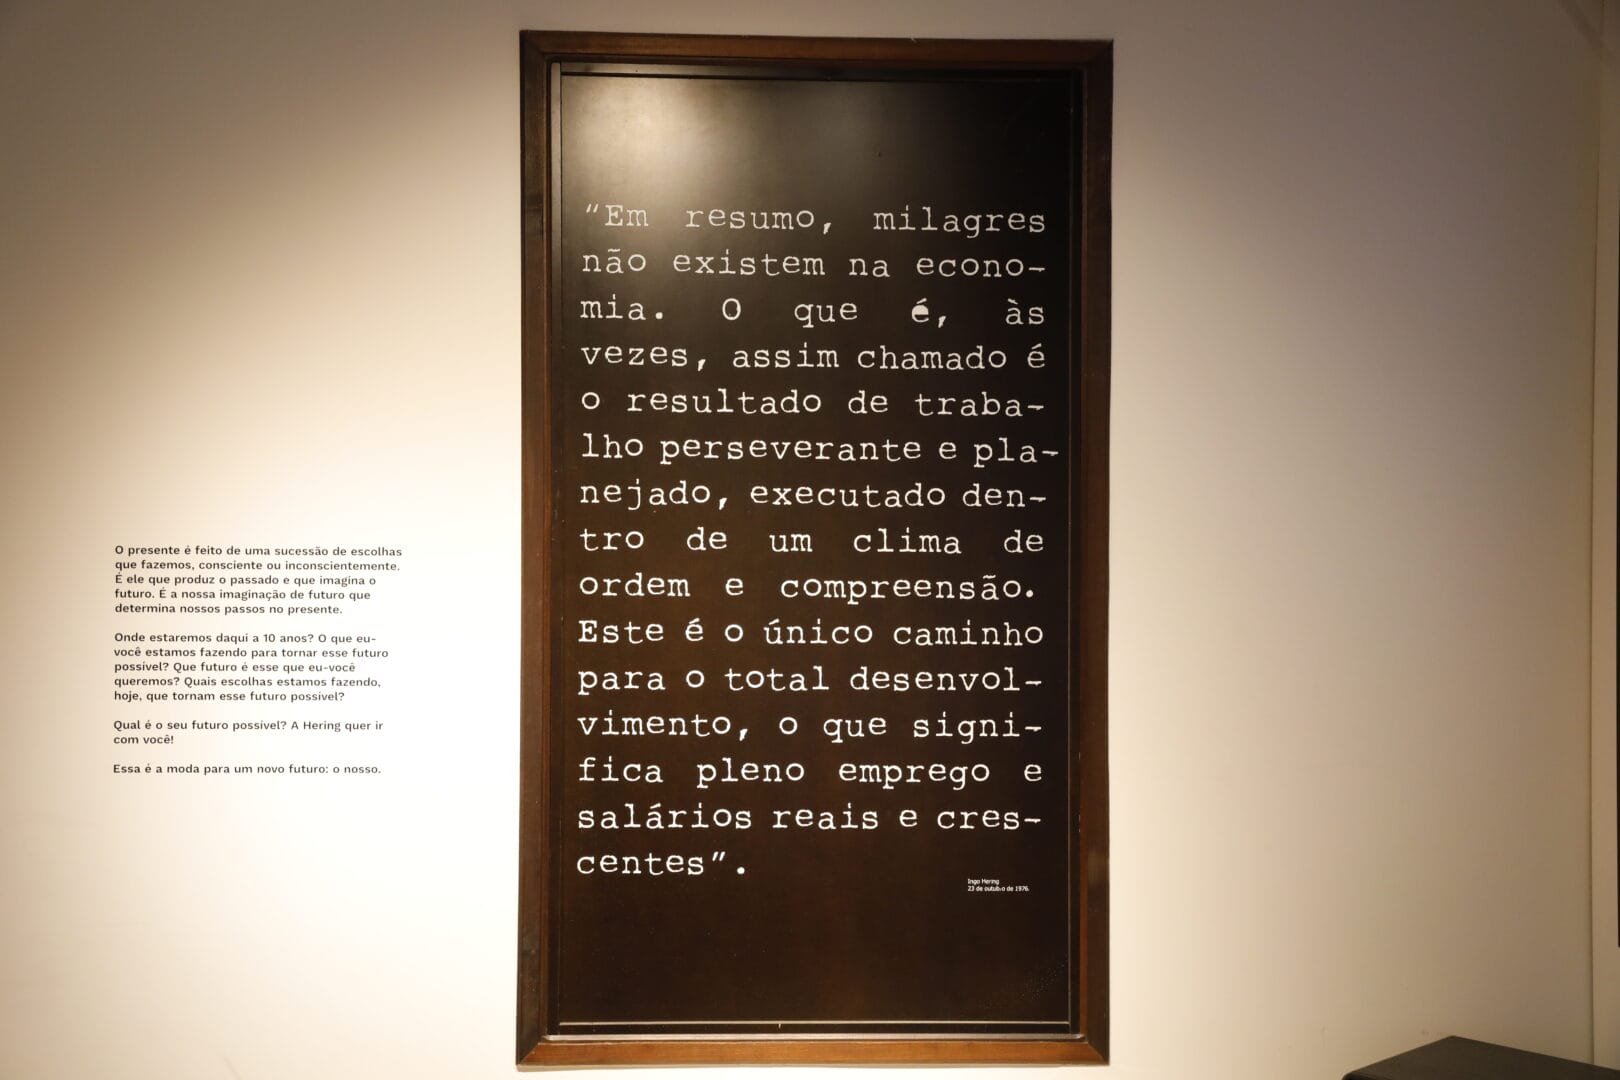 O presente é feito de uma sucessão de escolhas
que fazemos, consciente ou inconscientemente.
É ele que produz o passado e que imagina o
futuro. É a nossa imaginação de futuro que
determina nossos passos no presente.
Onde estaremos daqui a 10 anos? O que eu-
você estamos fazendo para tornar esse futuro
possível? Que futuro é esse que eu-você
queremos? Quais escolhas estamos fazendo,
hoje, que tornam esse futuro possível?
Qual é o seu futuro possível? A Hering quer ir
com você!
Essa é a moda para um novo futuro: o nosso.
"Em resumo, milagres
não existem na econo-
mia. O que é, às
vezes, assim chamado é
o resultado de traba-
lho perseverante e pla-
nejado, executado den-
tro de um clima de
ordem e compreensão.
Este é o único caminho
para o total desenvol-
vimento, o que signi-
fica pleno emprego e
salários reais e cres-
centes".
Ingo Hering
23 de outubro de 1976.